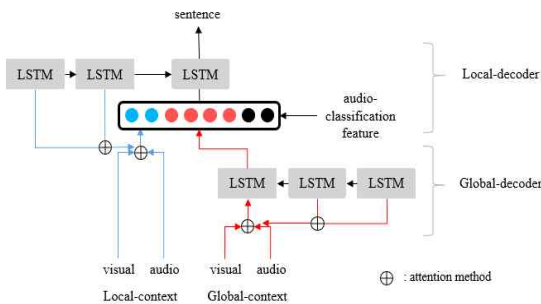 sentence
LSTM LSTM LSTM
Local-decoder
audio-
classification
feature
LSTM LSTM LSTM
Global-decoder
visual audio visual audio
Local-context Global-context
: attention method